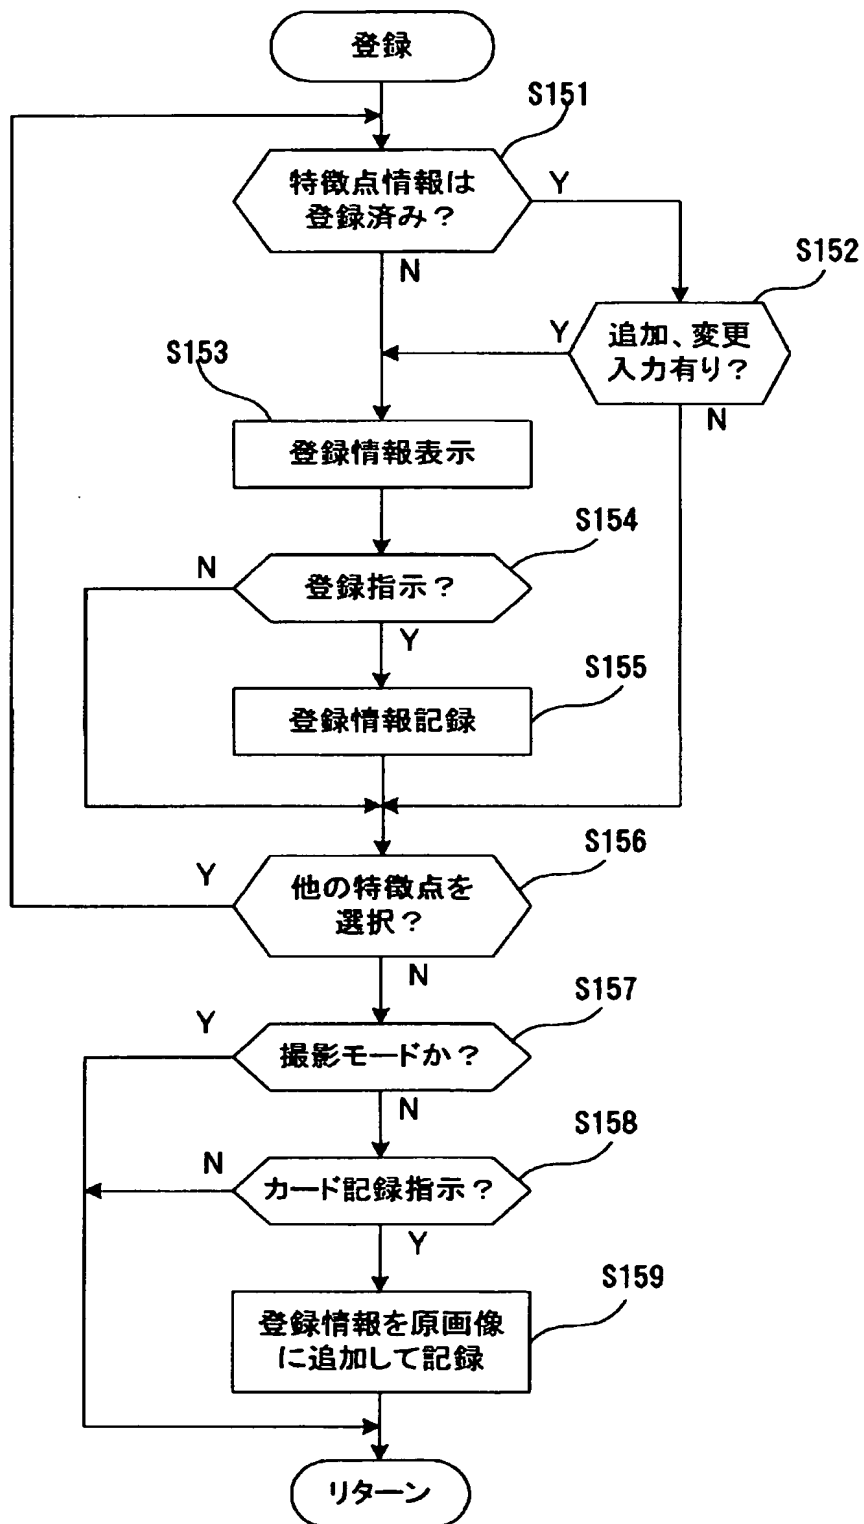 登録
S151
特徴点情報は
登録済み？
Y
N
S152
追加、変更
入力有り？
Y
N
S153
登録情報表示
S154
登録指示？
N
Y
S155
登録情報記録
S156
他の特徴点を
選択？
Y
N
S157
撮影モードか？
Y
N
S158
カード記録指示？
N
Y
S159
登録情報を原画像
に追加して記録
リターン